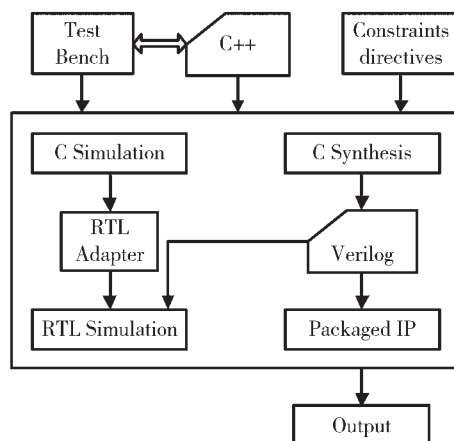 Test
Bench
C++
Constraints
directives
C Simulation
C Synthesis
RTL
Adapter
Verilog
RTL Simulation
Packaged IP
Output